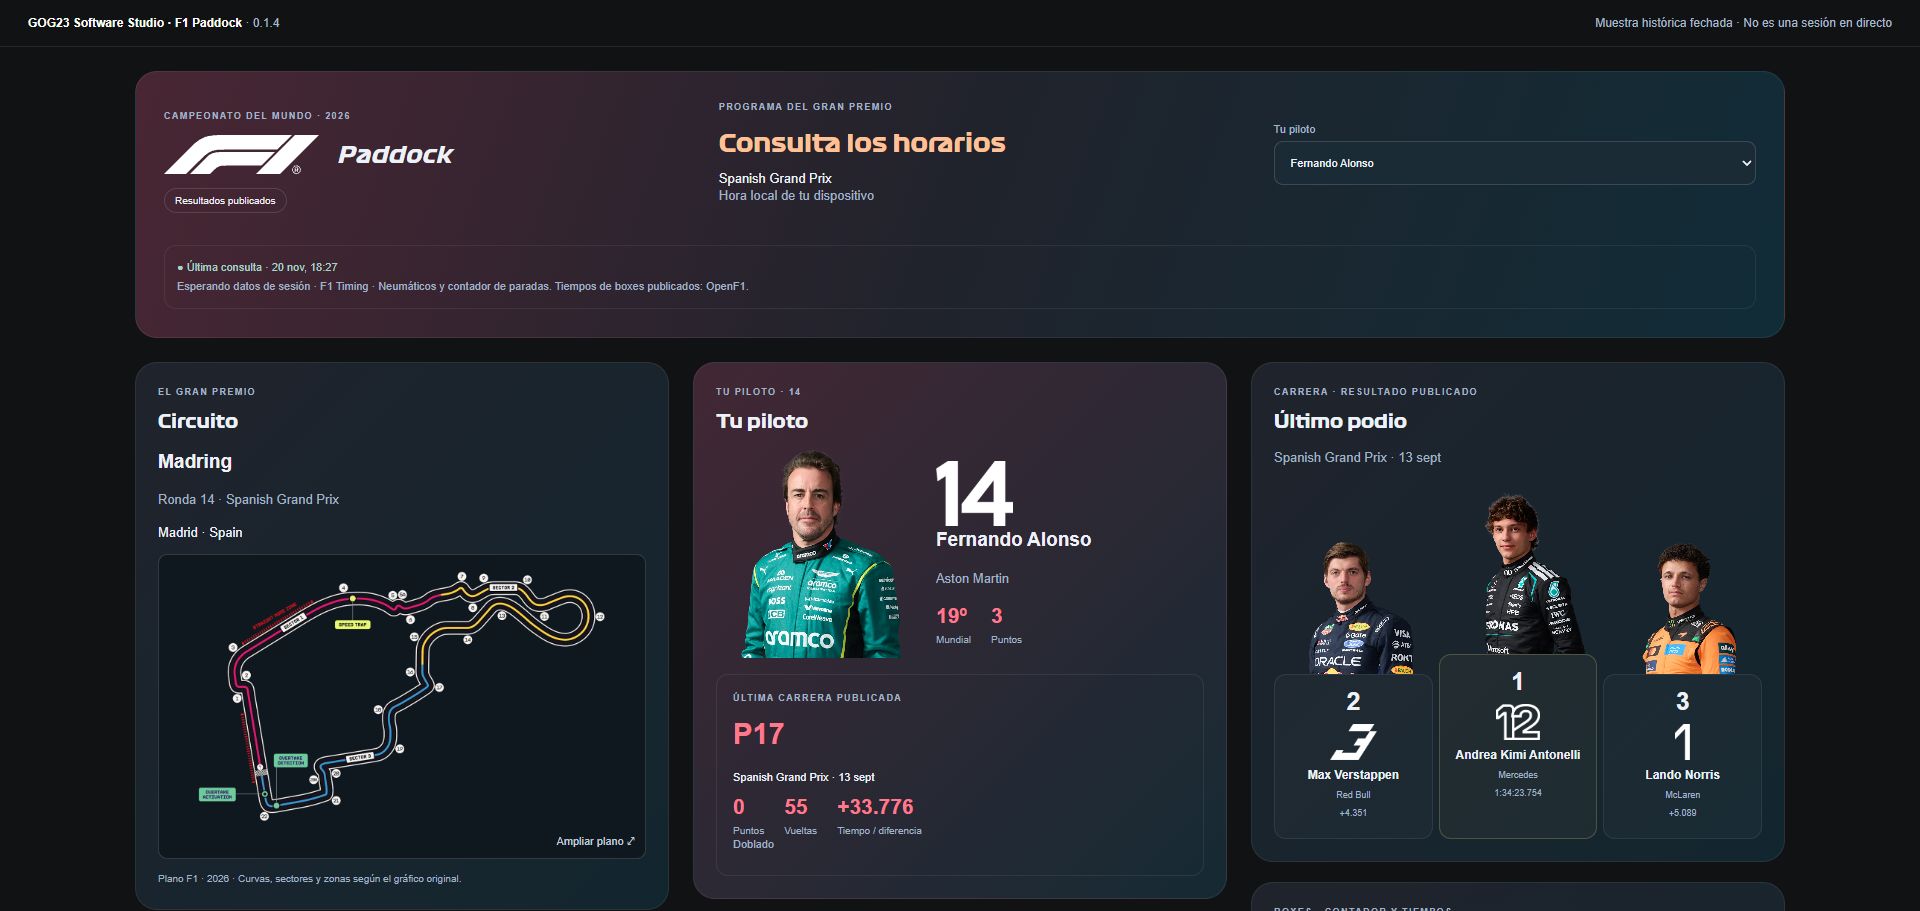 GOG23 Software Studio · F1 Paddock · 0.1.4
Muestra histórica fechada · No es una sesión en directo
CAMPEONATO DEL MUNDO · 2026
F1 ® Paddock
Resultados publicados
PROGRAMA DEL GRAN PREMIO
Consulta los horarios
Spanish Grand Prix
Hora local de tu dispositivo
Tu piloto
Fernando Alonso
● Última consulta · 20 nov, 18:27
Esperando datos de sesión · F1 Timing · Neumáticos y contador de paradas. Tiempos de boxes publicados: OpenF1.
EL GRAN PREMIO
Circuito
Madring
Ronda 14 · Spanish Grand Prix
Madrid · Spain
SECTOR 1
SPEED TRAP
SECTOR 2
SECTOR 3
OVERTAKE DETECTION
OVERTAKE ACTIVATION
Ampliar plano ⤢
Plano F1 · 2026 · Curvas, sectores y zonas según el gráfico original.
TU PILOTO · 14
Tu piloto
aramco
14
Fernando Alonso
Aston Martin
19º 3
Mundial Puntos
ÚLTIMA CARRERA PUBLICADA
P17
Spanish Grand Prix · 13 sept
0 55 +33.776
Puntos Vueltas Tiempo / diferencia
Doblado
CARRERA · RESULTADO PUBLICADO
Último podio
Spanish Grand Prix · 13 sept
ORACLE
2
3
Max Verstappen
Red Bull
+4.351
1
12
Andrea Kimi Antonelli
Mercedes
1:34:23.754
3
1
Lando Norris
McLaren
+5.089
BOXES · CONTADOR Y TIEMPOS